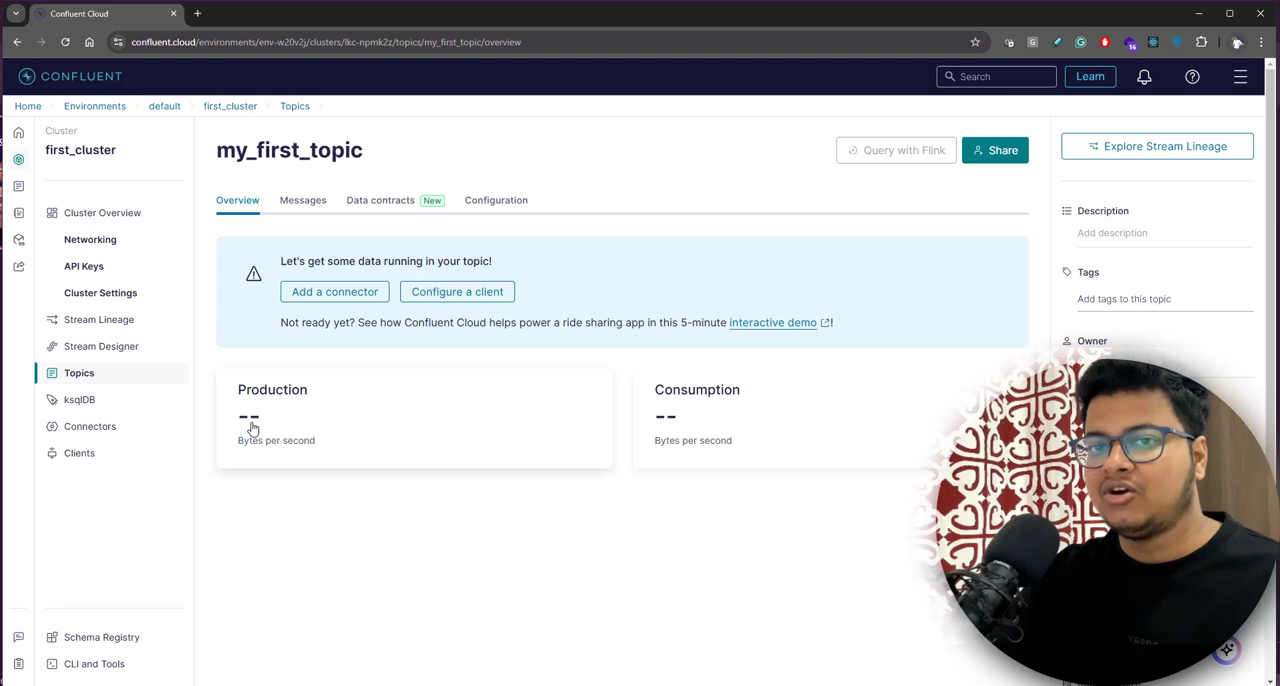 Confluent Cloud
confluent.cloud/environments/env-w20v2j/clusters/lkc-npmk2z/topics/my_first_topic/overview
16
CONFLUENT
Search
Learn
Home
Environments
default
first_cluster
Topics
Cluster
first_cluster
Cluster Overview
Networking
API Keys
Cluster Settings
Stream Lineage
Stream Designer
Topics
ksqlDB
Connectors
Clients
Schema Registry
CLI and Tools
my_first_topic
Query with Flink
Share
Overview
Messages
Data contracts New
Configuration
Let's get some data running in your topic!
Add a connector
Configure a client
Not ready yet? See how Confluent Cloud helps power a ride sharing app in this 5-minute interactive demo!
Production
--
Bytes per second
Consumption
--
Bytes per second
Explore Stream Lineage
Description
Add description
Tags
Add tags to this topic
Owner